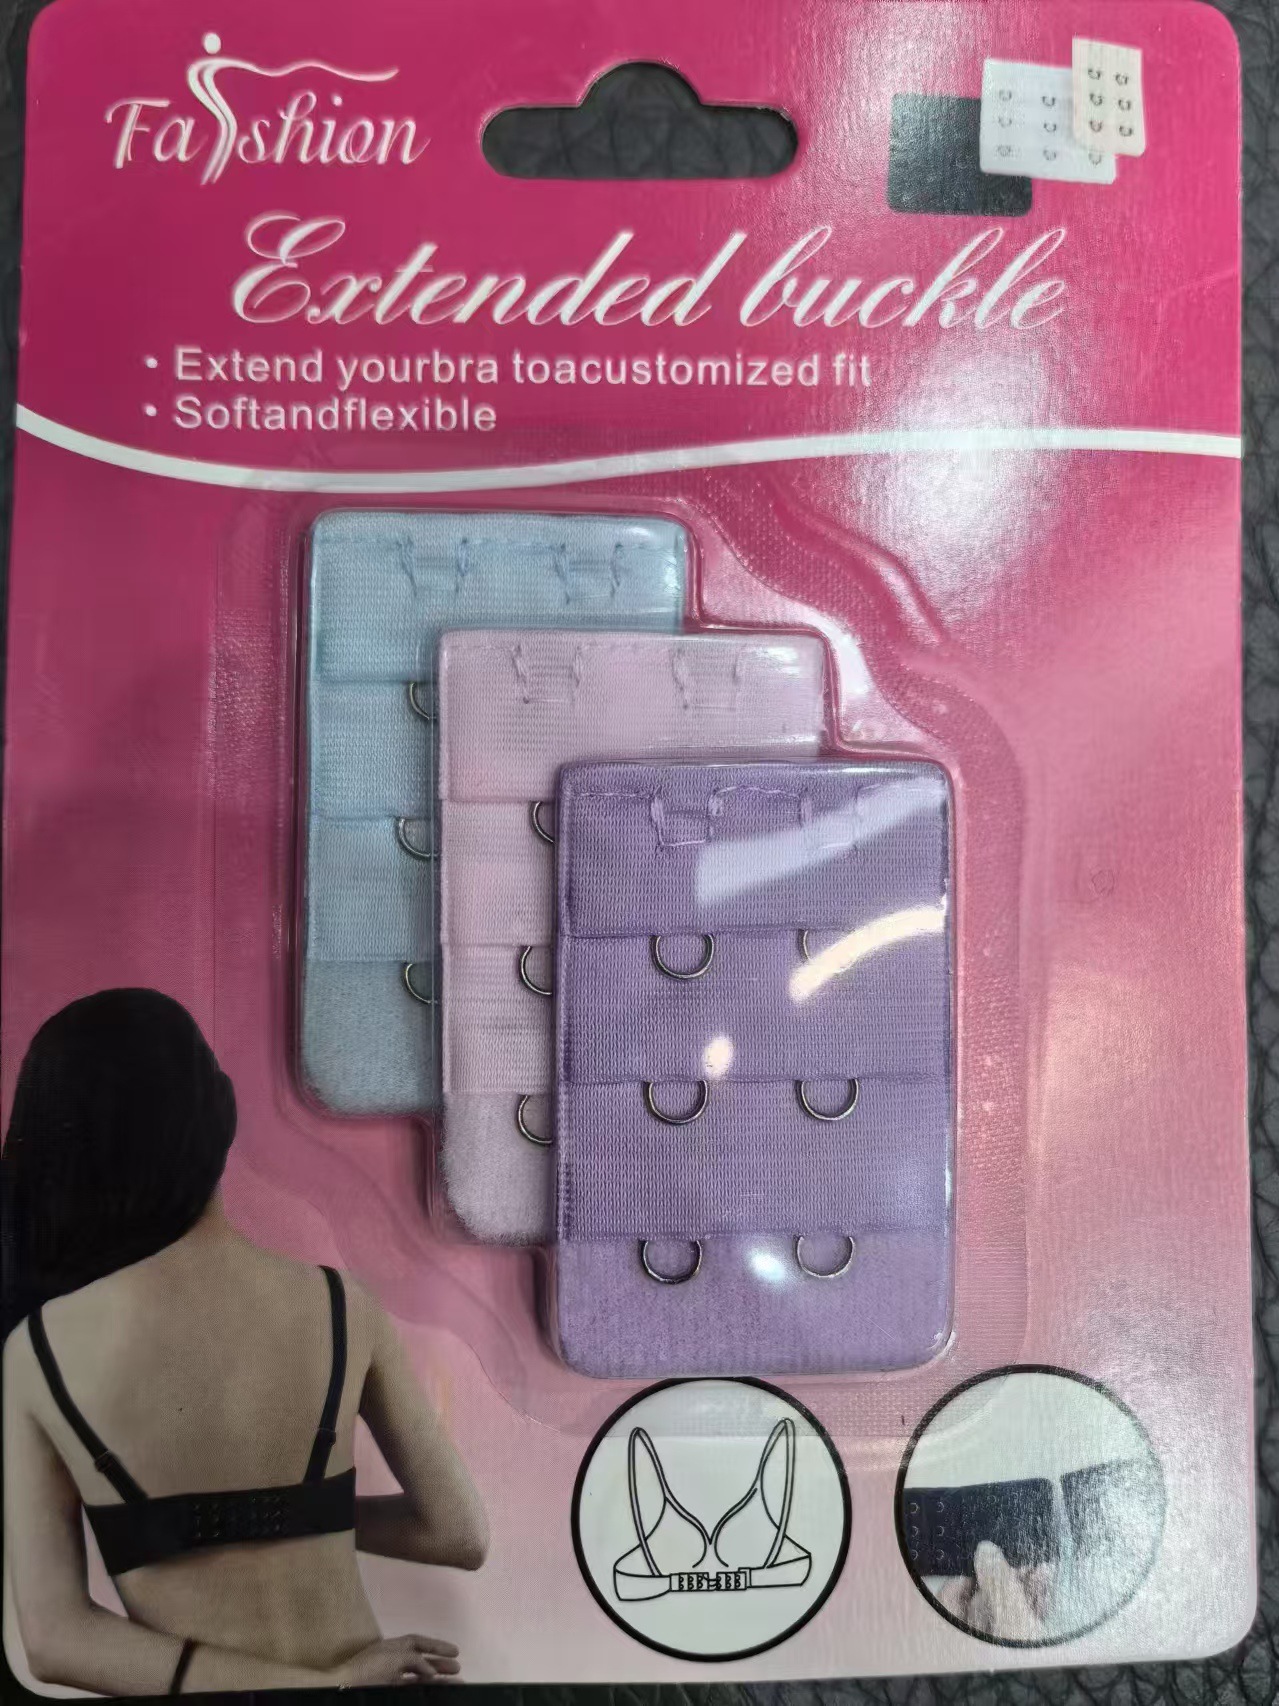 Fashion
Extended buckle
• Extend yourbra toacustomized fit
• Softandflexible